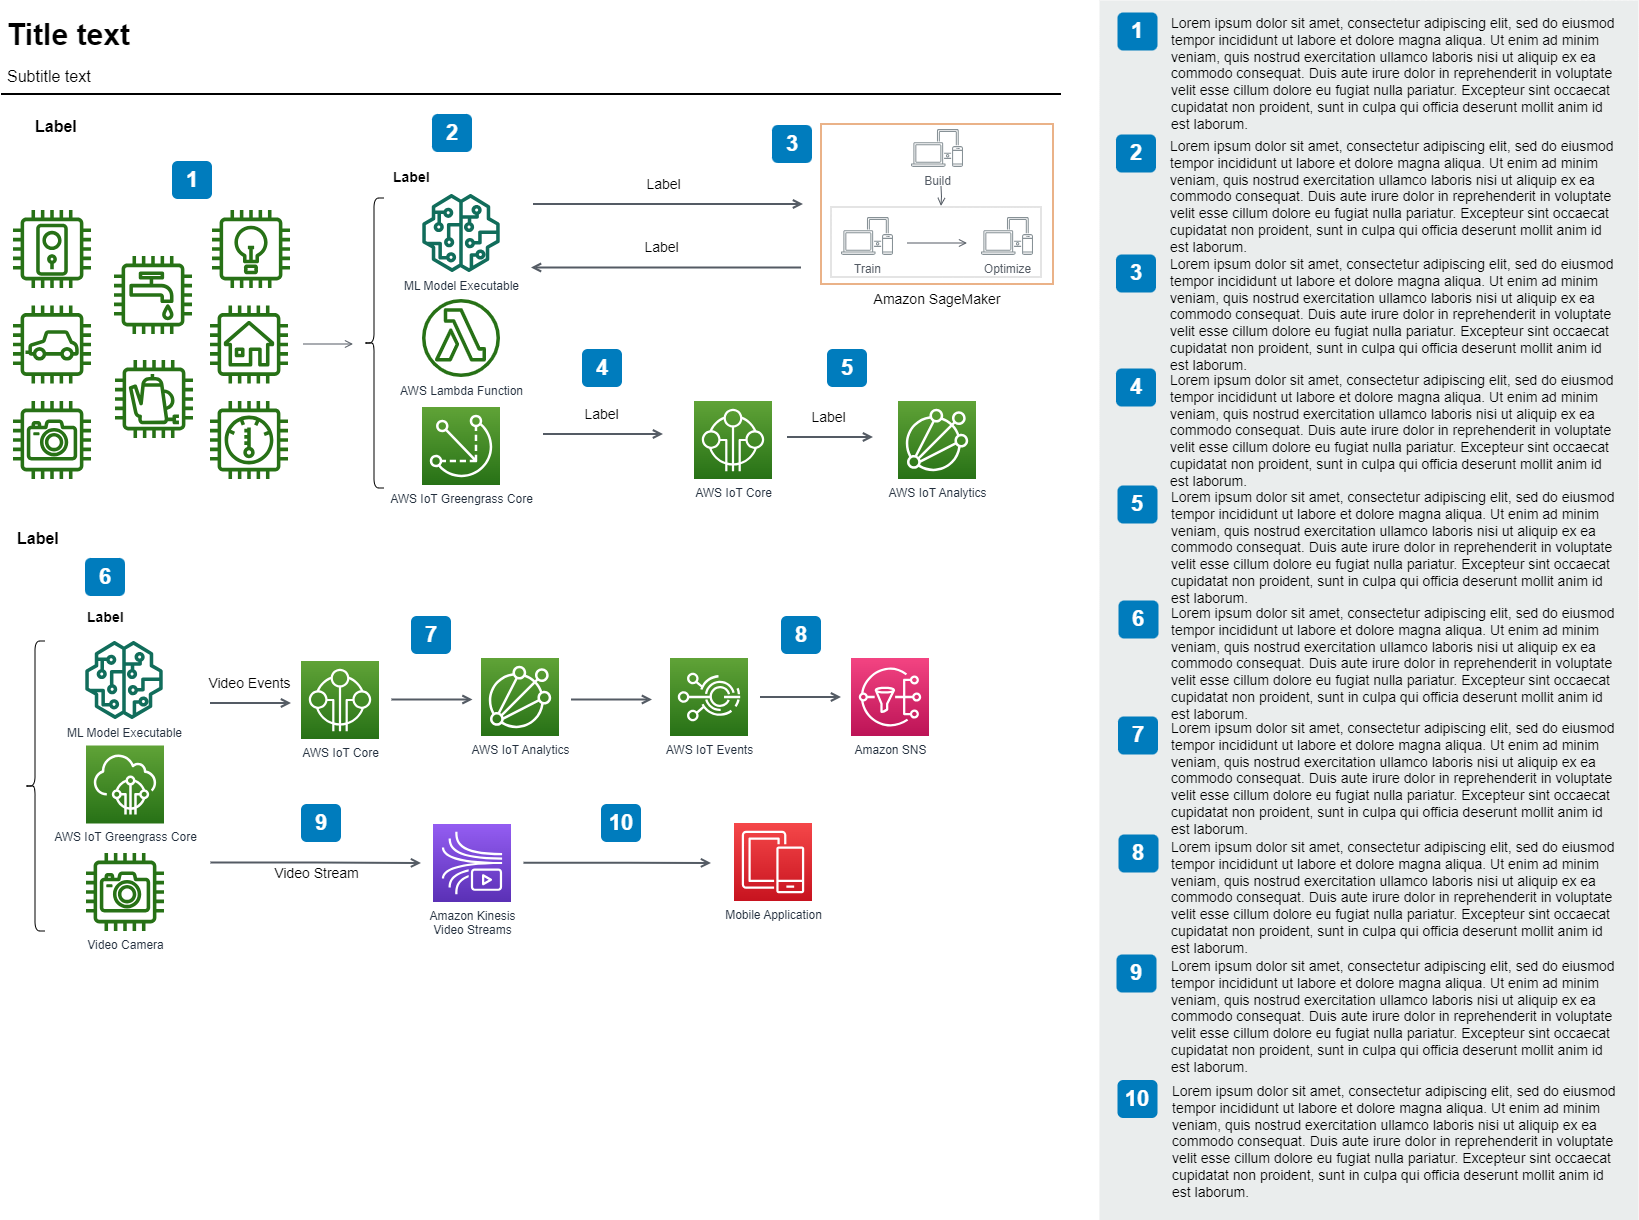 Title text
Subtitle text
Label
1
2
Label
3
Label
Label
Build
Train
Optimize
Amazon SageMaker
ML Model Executable
AWS Lambda Function
AWS IoT Greengrass Core
4
Label
5
Label
AWS IoT Core
AWS IoT Analytics
Label
6
Label
ML Model Executable
AWS IoT Greengrass Core
Video Camera
Video Events
7
8
AWS IoT Core
AWS IoT Analytics
AWS IoT Events
Amazon SNS
9
Video Stream
10
Amazon Kinesis
Video Streams
Mobile Application
1
Lorem ipsum dolor sit amet, consectetur adipiscing elit, sed do eiusmod
tempor incididunt ut labore et dolore magna aliqua. Ut enim ad minim
veniam, quis nostrud exercitation ullamco laboris nisi ut aliquip ex ea
commodo consequat. Duis aute irure dolor in reprehenderit in voluptate
velit esse cillum dolore eu fugiat nulla pariatur. Excepteur sint occaecat
cupidatat non proident, sunt in culpa qui officia deserunt mollit anim id
est laborum.
2
Lorem ipsum dolor sit amet, consectetur adipiscing elit, sed do eiusmod
tempor incididunt ut labore et dolore magna aliqua. Ut enim ad minim
veniam, quis nostrud exercitation ullamco laboris nisi ut aliquip ex ea
commodo consequat. Duis aute irure dolor in reprehenderit in voluptate
velit esse cillum dolore eu fugiat nulla pariatur. Excepteur sint occaecat
cupidatat non proident, sunt in culpa qui officia deserunt mollit anim id
est laborum.
3
Lorem ipsum dolor sit amet, consectetur adipiscing elit, sed do eiusmod
tempor incididunt ut labore et dolore magna aliqua. Ut enim ad minim
veniam, quis nostrud exercitation ullamco laboris nisi ut aliquip ex ea
commodo consequat. Duis aute irure dolor in reprehenderit in voluptate
velit esse cillum dolore eu fugiat nulla pariatur. Excepteur sint occaecat
cupidatat non proident, sunt in culpa qui officia deserunt mollit anim id
est laborum.
4
Lorem ipsum dolor sit amet, consectetur adipiscing elit, sed do eiusmod
tempor incididunt ut labore et dolore magna aliqua. Ut enim ad minim
veniam, quis nostrud exercitation ullamco laboris nisi ut aliquip ex ea
commodo consequat. Duis aute irure dolor in reprehenderit in voluptate
velit esse cillum dolore eu fugiat nulla pariatur. Excepteur sint occaecat
cupidatat non proident, sunt in culpa qui officia deserunt mollit anim id
est laborum.
5
Lorem ipsum dolor sit amet, consectetur adipiscing elit, sed do eiusmod
tempor incididunt ut labore et dolore magna aliqua. Ut enim ad minim
veniam, quis nostrud exercitation ullamco laboris nisi ut aliquip ex ea
commodo consequat. Duis aute irure dolor in reprehenderit in voluptate
velit esse cillum dolore eu fugiat nulla pariatur. Excepteur sint occaecat
cupidatat non proident, sunt in culpa qui officia deserunt mollit anim id
est laborum.
6
Lorem ipsum dolor sit amet, consectetur adipiscing elit, sed do eiusmod
tempor incididunt ut labore et dolore magna aliqua. Ut enim ad minim
veniam, quis nostrud exercitation ullamco laboris nisi ut aliquip ex ea
commodo consequat. Duis aute irure dolor in reprehenderit in voluptate
velit esse cillum dolore eu fugiat nulla pariatur. Excepteur sint occaecat
cupidatat non proident, sunt in culpa qui officia deserunt mollit anim id
est laborum.
7
Lorem ipsum dolor sit amet, consectetur adipiscing elit, sed do eiusmod
tempor incididunt ut labore et dolore magna aliqua. Ut enim ad minim
veniam, quis nostrud exercitation ullamco laboris nisi ut aliquip ex ea
commodo consequat. Duis aute irure dolor in reprehenderit in voluptate
velit esse cillum dolore eu fugiat nulla pariatur. Excepteur sint occaecat
cupidatat non proident, sunt in culpa qui officia deserunt mollit anim id
est laborum.
8
Lorem ipsum dolor sit amet, consectetur adipiscing elit, sed do eiusmod
tempor incididunt ut labore et dolore magna aliqua. Ut enim ad minim
veniam, quis nostrud exercitation ullamco laboris nisi ut aliquip ex ea
commodo consequat. Duis aute irure dolor in reprehenderit in voluptate
velit esse cillum dolore eu fugiat nulla pariatur. Excepteur sint occaecat
cupidatat non proident, sunt in culpa qui officia deserunt mollit anim id
est laborum.
9
Lorem ipsum dolor sit amet, consectetur adipiscing elit, sed do eiusmod
tempor incididunt ut labore et dolore magna aliqua. Ut enim ad minim
veniam, quis nostrud exercitation ullamco laboris nisi ut aliquip ex ea
commodo consequat. Duis aute irure dolor in reprehenderit in voluptate
velit esse cillum dolore eu fugiat nulla pariatur. Excepteur sint occaecat
cupidatat non proident, sunt in culpa qui officia deserunt mollit anim id
est laborum.
10
Lorem ipsum dolor sit amet, consectetur adipiscing elit, sed do eiusmod
tempor incididunt ut labore et dolore magna aliqua. Ut enim ad minim
veniam, quis nostrud exercitation ullamco laboris nisi ut aliquip ex ea
commodo consequat. Duis aute irure dolor in reprehenderit in voluptate
velit esse cillum dolore eu fugiat nulla pariatur. Excepteur sint occaecat
cupidatat non proident, sunt in culpa qui officia deserunt mollit anim id
est laborum.